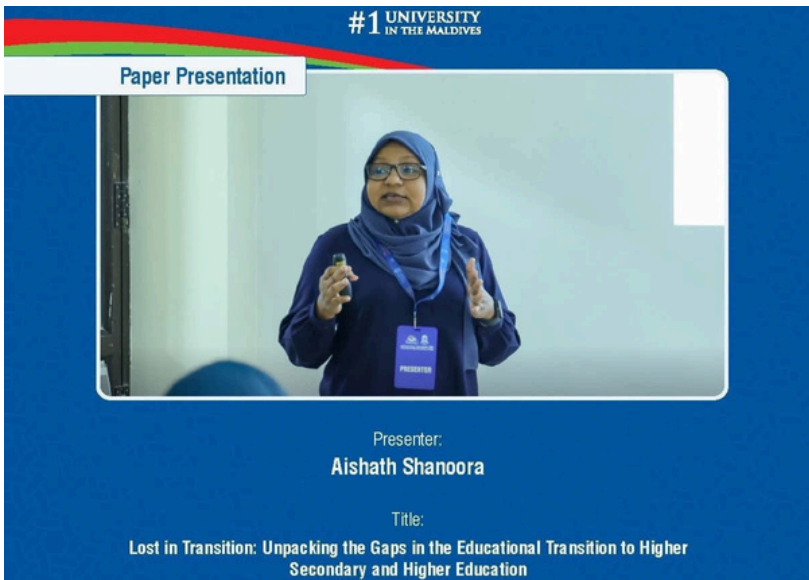 #1 UNIVERSITY
IN THE MALDIVES
Paper Presentation
PRESENTER
Presenter:
Aishath Shanoora
Title:
Lost in Transition: Unpacking the Gaps in the Educational Transition to Higher
Secondary and Higher Education